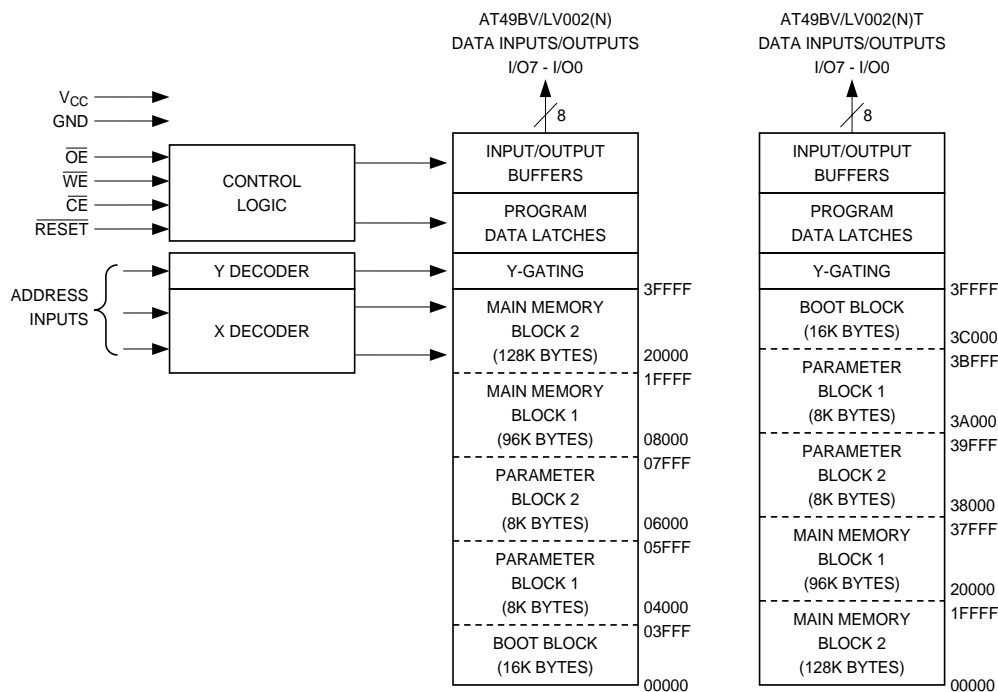 AT49BV/LV002(N)
DATA INPUTS/OUTPUTS
I/O7 - I/O0
8
AT49BV/LV002(N)T
DATA INPUTS/OUTPUTS
I/O7 - I/O0
8
VCC
GND
OE
WE
CE
RESET
ADDRESS
INPUTS
CONTROL
LOGIC
Y DECODER
X DECODER
INPUT/OUTPUT
BUFFERS
PROGRAM
DATA LATCHES
Y-GATING
3FFFF
MAIN MEMORY
BLOCK 2
(128K BYTES)
20000
1FFFF
MAIN MEMORY
BLOCK 1
(96K BYTES)
08000
07FFF
PARAMETER
BLOCK 2
(8K BYTES)
06000
05FFF
PARAMETER
BLOCK 1
(8K BYTES)
04000
03FFF
BOOT BLOCK
(16K BYTES)
00000
INPUT/OUTPUT
BUFFERS
PROGRAM
DATA LATCHES
Y-GATING
3FFFF
BOOT BLOCK
(16K BYTES)
3C000
3BFFF
PARAMETER
BLOCK 1
(8K BYTES)
3A000
39FFF
PARAMETER
BLOCK 2
(8K BYTES)
38000
37FFF
MAIN MEMORY
BLOCK 1
(96K BYTES)
20000
1FFFF
MAIN MEMORY
BLOCK 2
(128K BYTES)
00000